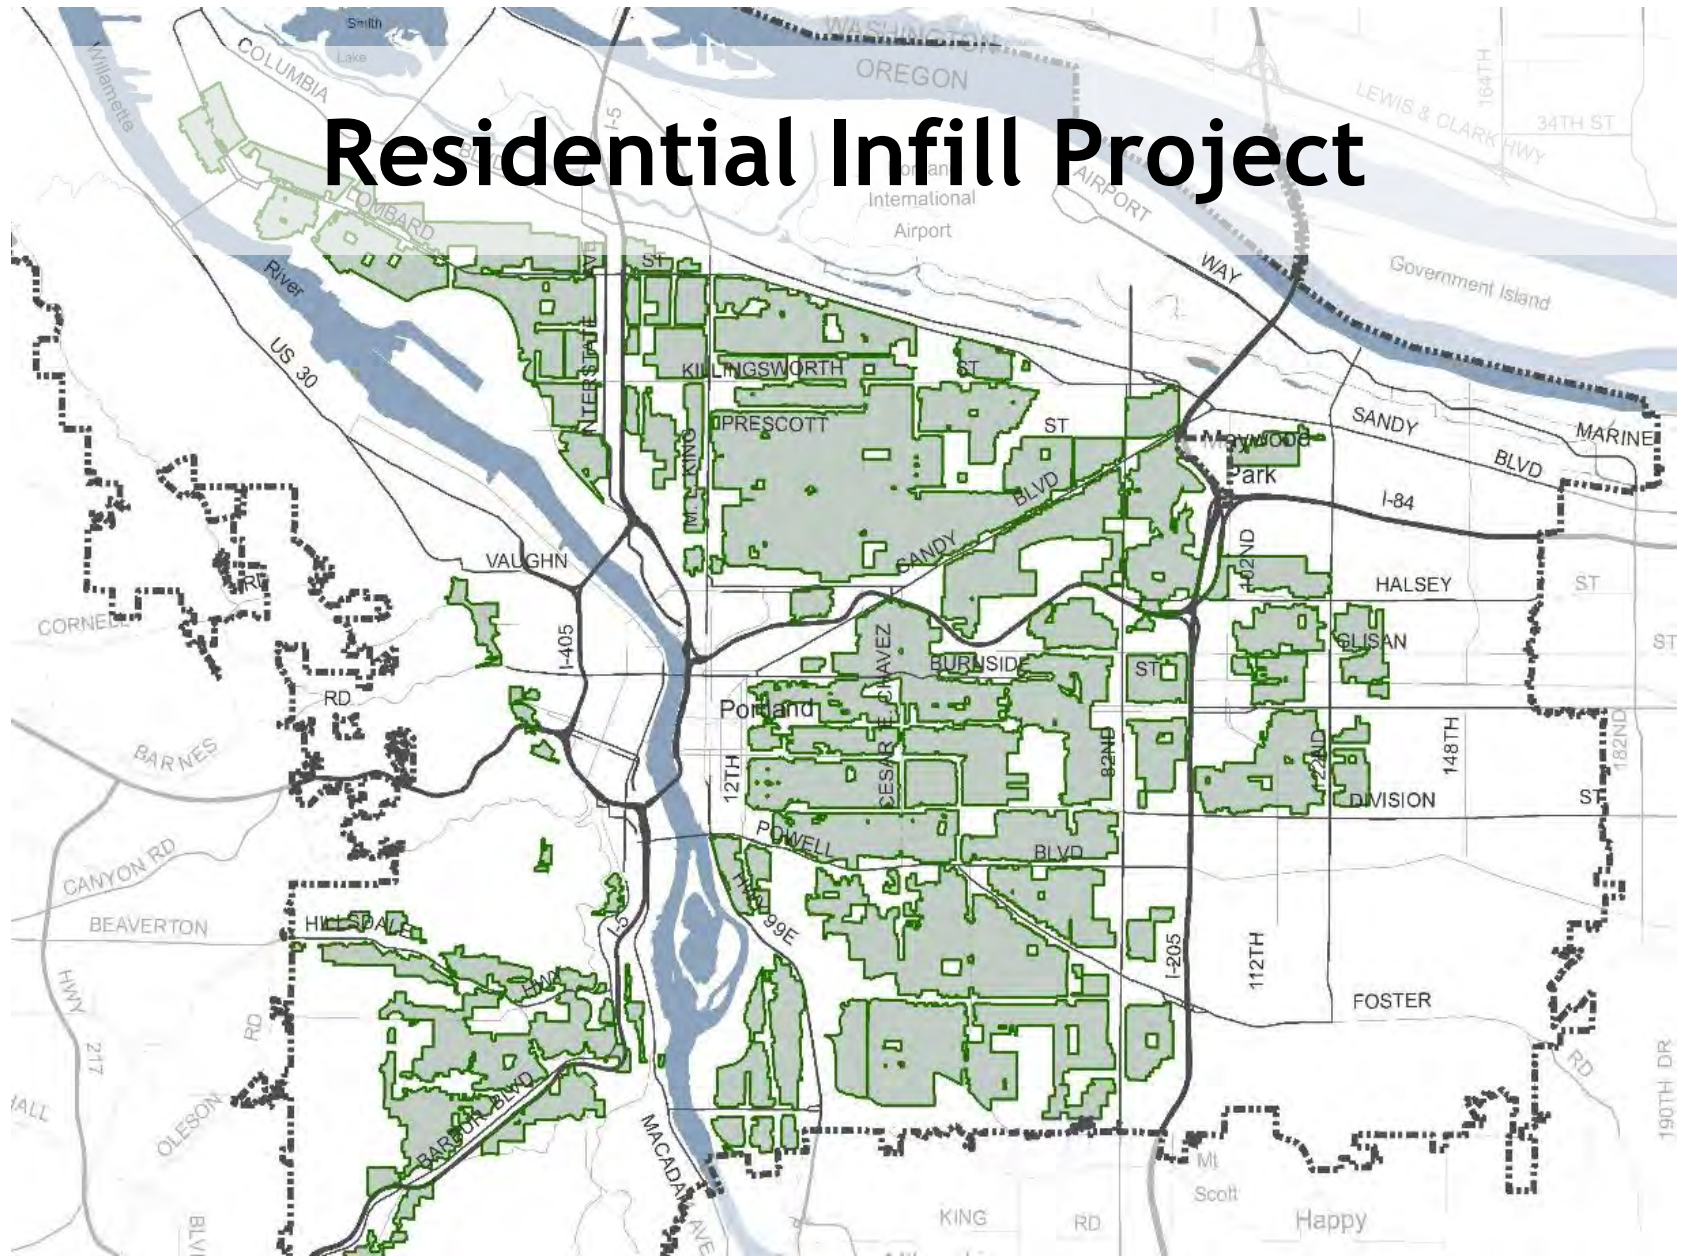 Smith
Lake
WASHINGTON
OREGON
Willamette
COLUMBIA
BLVD
I-5
LEWIS & CLARK HWY
164TH
34TH ST
Residential Infill Project
International
Airport
AIRPORT
WAY
LOMBARD
ST
AVE
Government Island
River
US 30
INTERSTATE
KILLINGSWORTH
ST
PRESCOTT
ST
M. L. KING
SANDY
BLVD
MARINE
Maywood
Park
SANDY
BLVD
I-84
VAUGHN
102ND
HALSEY
ST
CORNELL
RD
I-405
CESAR E. CHAVEZ
BURNSIDE
ST
GLISAN
ST
RD
Portland
BARNES
12TH
82ND
122ND
148TH
182ND
DIVISION
ST
POWELL
BLVD
CANYON RD
BEAVERTON
HILLSDALE
HWY
HWY 99E
I-5
I-205
112TH
FOSTER
RD
HWY
217
RD
OLESON
BARBUR BLVD
MACADAM
AVE
190TH DR
Mt
Scott
KING
RD
Happy